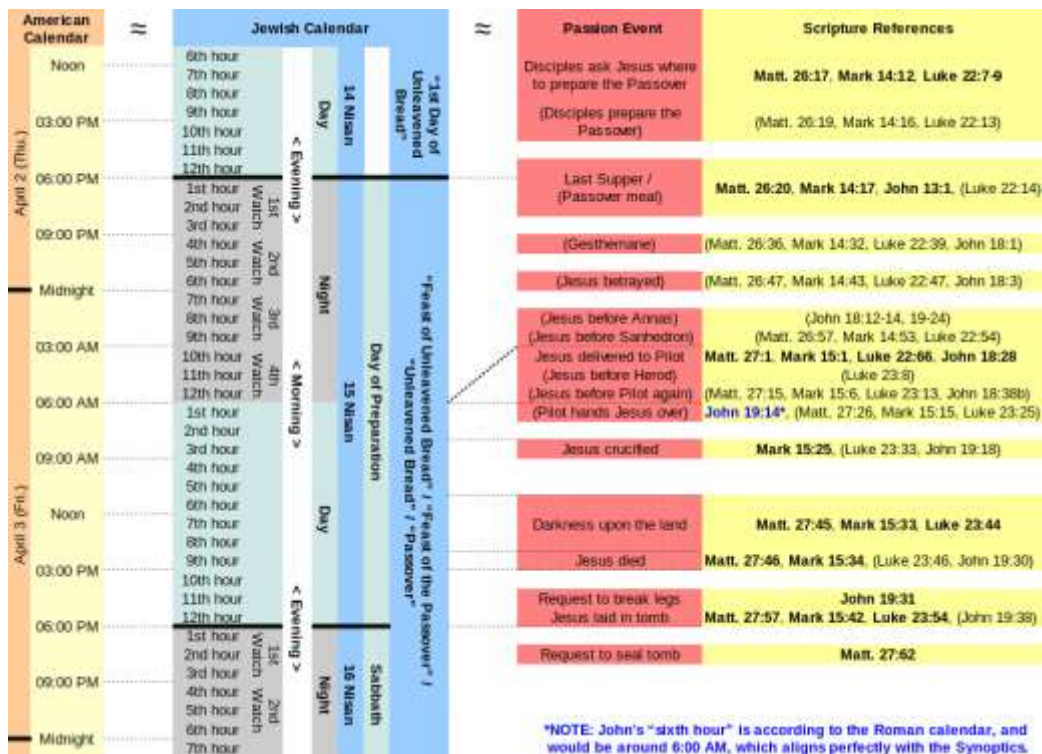 American Calendar
≈
Jewish Calendar
≈
Passion Event
Scripture References
April 2 (Thu.)
April 3 (Fri.)
Noon
03:00 PM
06:00 PM
09:00 PM
Midnight
03:00 AM
06:00 AM
09:00 AM
Noon
03:00 PM
06:00 PM
09:00 PM
Midnight
6th hour
7th hour
8th hour
9th hour
10th hour
11th hour
12th hour
1st hour
2nd hour
3rd hour
4th hour
5th hour
6th hour
7th hour
8th hour
9th hour
10th hour
11th hour
12th hour
1st hour
2nd hour
3rd hour
4th hour
5th hour
6th hour
7th hour
8th hour
9th hour
10th hour
11th hour
12th hour
1st hour
2nd hour
3rd hour
4th hour
5th hour
6th hour
7th hour
1st Watch
2nd Watch
3rd Watch
4th Watch
1st Watch
2nd Watch
< Evening >
< Morning >
< Evening >
Day
Night
Day
Night
14 Nisan
15 Nisan
16 Nisan
Day of Preparation
Sabbath
"1st Day of Unleavened Bread"
"Feast of Unleavened Bread" / "Feast of the Passover" /
"Unleavened Bread" / "Passover"
Disciples ask Jesus where
to prepare the Passover
Matt. 26:17, Mark 14:12, Luke 22:7-9
(Disciples prepare the
Passover)
(Matt. 26:19, Mark 14:16, Luke 22:13)
Last Supper /
(Passover meal)
Matt. 26:20, Mark 14:17, John 13:1, (Luke 22:14)
(Gesthemane)
(Matt. 26:36, Mark 14:32, Luke 22:39, John 18:1)
(Jesus betrayed)
(Matt. 26:47, Mark 14:43, Luke 22:47, John 18:3)
(Jesus before Annas)
(John 18:12-14, 19-24)
(Jesus before Sanhedron)
(Matt. 26:57, Mark 14:53, Luke 22:54)
Jesus delivered to Pilot
Matt. 27:1, Mark 15:1, Luke 22:66, John 18:28
(Jesus before Herod)
(Luke 23:8)
(Jesus before Pilot again)
(Matt. 27:15, Mark 15:6, Luke 23:13, John 18:38b)
(Pilot hands Jesus over)
John 19:14*, (Matt. 27:26, Mark 15:15, Luke 23:25)
Jesus crucified
Mark 15:25, (Luke 23:33, John 19:18)
Darkness upon the land
Matt. 27:45, Mark 15:33, Luke 23:44
Jesus died
Matt. 27:46, Mark 15:34, (Luke 23:46, John 19:30)
Request to break legs
John 19:31
Jesus laid in tomb
Matt. 27:57, Mark 15:42, Luke 23:54, (John 19:38)
Request to seal tomb
Matt. 27:62
*NOTE: John's "sixth hour" is according to the Roman calendar, and
would be around 6:00 AM, which aligns perfectly with the Synoptics.